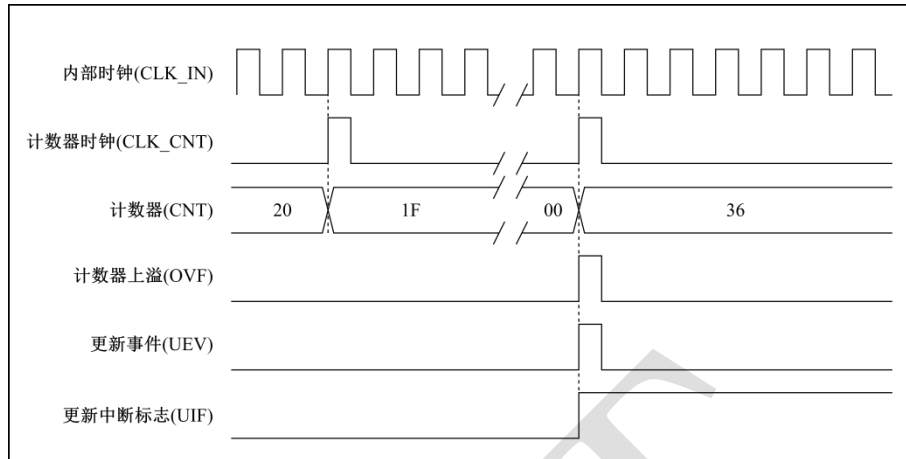 内部时钟(CLK_IN)
计数器时钟(CLK_CNT)
计数器(CNT) 20 1F 00 36
计数器上溢(OVF)
更新事件(UEV)
更新中断标志(UIF)